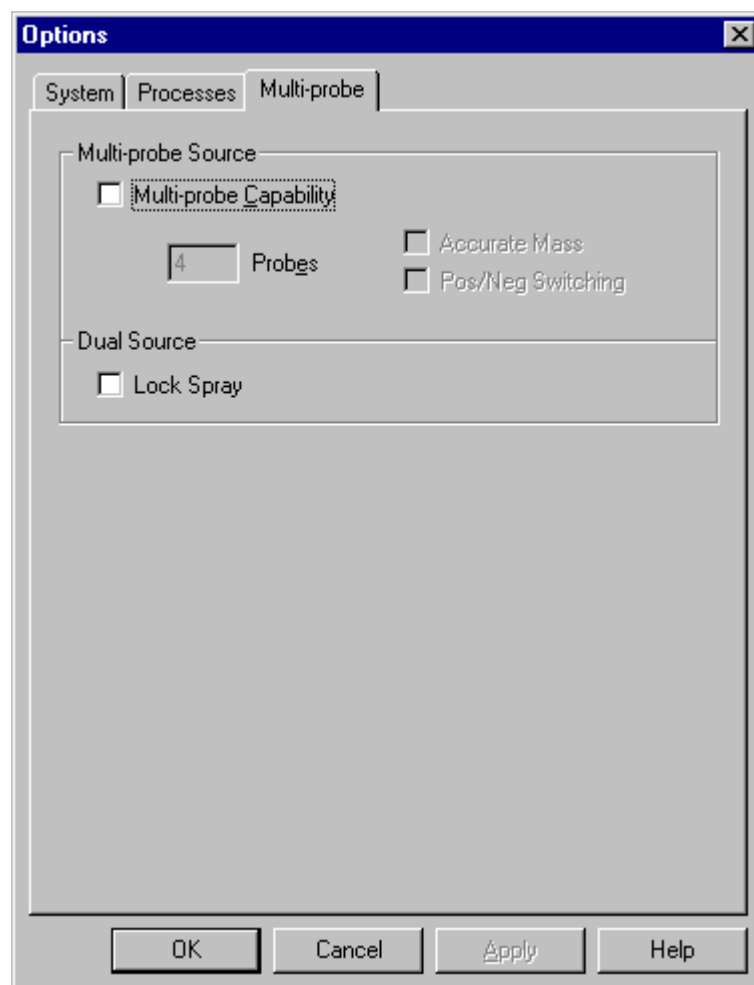 Options
System Processes Multi-probe
Multi-probe Source
Multi-probe Capability
4 Probes
Accurate Mass
Pos/Neg Switching
Dual Source
Lock Spray
OK Cancel Apply Help